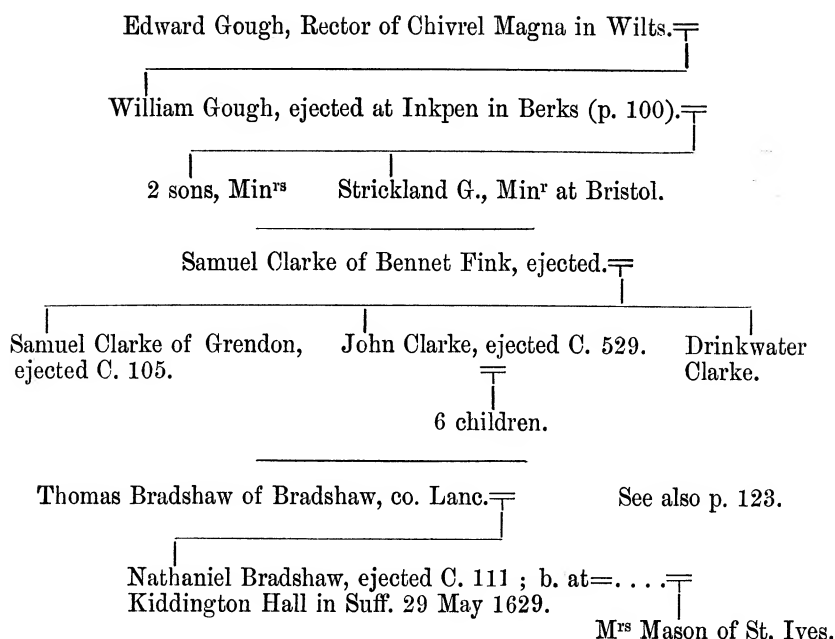 Edward Gough, Rector of Chivrel Magna in Wilts.
William Gough, ejected at Inkpen in Berks (p. 100).
2 sons, Minrs Strickland G., Minr at Bristol.
Samuel Clarke of Bennet Fink, ejected.
Samuel Clarke of Grendon, John Clarke, ejected C. 529. Drinkwater
ejected C. 105. Clarke.
6 children.
Thomas Bradshaw of Bradshaw, co. Lanc. See also p. 123.
Nathaniel Bradshaw, ejected C. 111 ; b. at=. . . .
Kiddington Hall in Suff. 29 May 1629.
Mrs Mason of St. Ives.